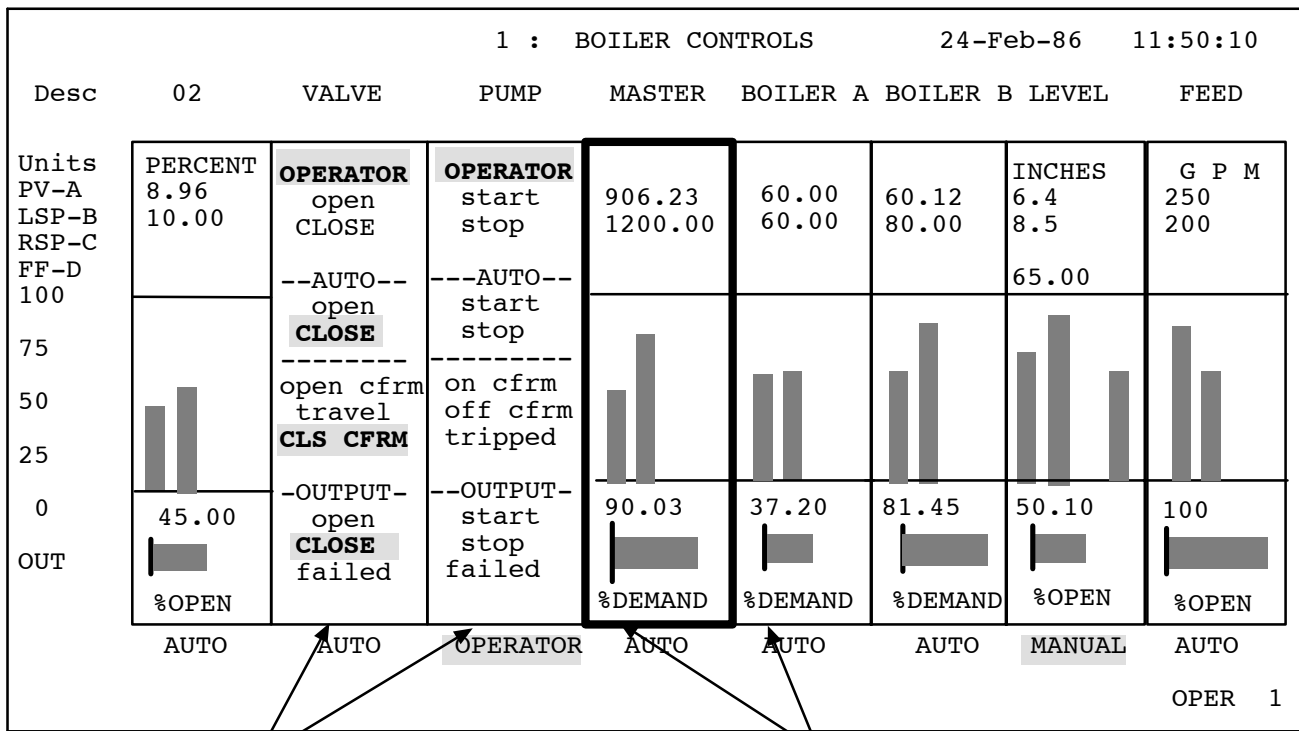 1 : BOILER CONTROLS 24-Feb-86 11:50:10
Desc 02 VALVE PUMP MASTER BOILER A BOILER B LEVEL FEED
Units PERCENT OPERATOR OPERATOR INCHES G P M
PV-A 8.96 open start 906.23 60.00 60.12 6.4 250
LSP-B 10.00 CLOSE stop 1200.00 60.00 80.00 8.5 200
RSP-C
FF-D --AUTO-- ---AUTO-- 65.00
100 open start
CLOSE stop
75 -------- ---------
open cfrm on cfrm
50 travel off cfrm
CLS CFRM tripped
25
-OUTPUT- --OUTPUT-
0 45.00 open start 90.03 37.20 81.45 50.10 100
CLOSE stop
OUT failed failed
%OPEN %DEMAND %DEMAND %DEMAND %OPEN %OPEN
AUTO AUTO OPERATOR AUTO AUTO AUTO MANUAL AUTO
OPER 1